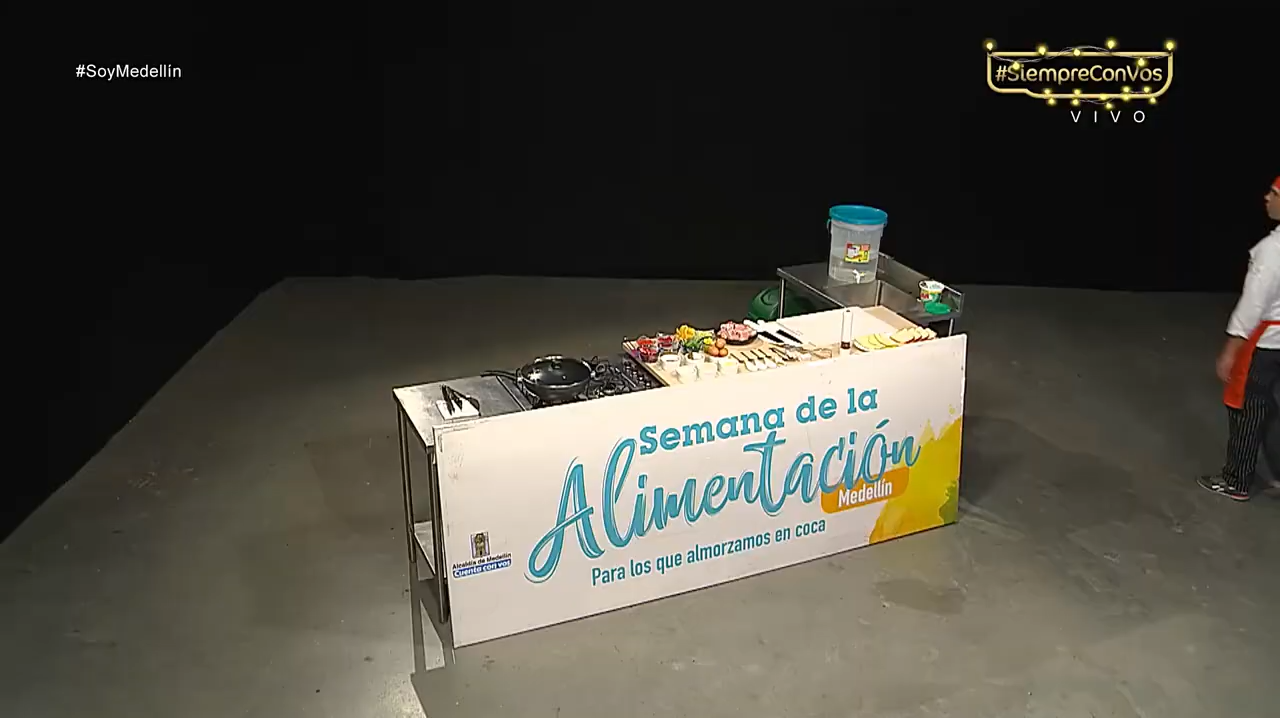 #SoyMedellín
#SiempreConVos
VIVO
Semana de la
Alimentación
Medellín
Para los que almorzamos en coca
Alcaldía de Medellín
Cuenta con vos